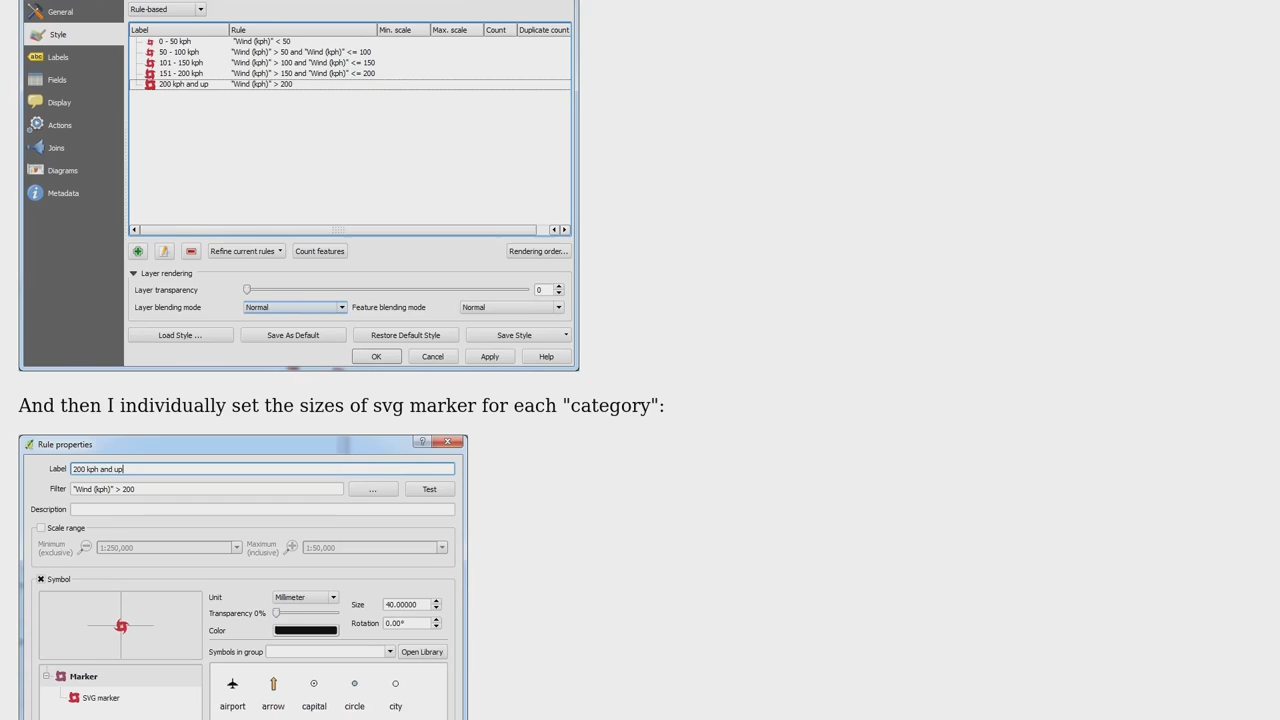 General
Rule-based
Style
Label Rule Min. scale Max. scale Count Duplicate count
0 - 50 kph "Wind (kph)" < 50
50 - 100 kph "Wind (kph)" > 50 and "Wind (kph)" <= 100
101 - 150 kph "Wind (kph)" > 100 and "Wind (kph)" <= 150
151 - 200 kph "Wind (kph)" > 150 and "Wind (kph)" <= 200
200 kph and up "Wind (kph)" > 200
abc Labels
Fields
Display
Actions
Joins
Diagrams
i Metadata
Refine current rules Count features Rendering order...
Layer rendering
Layer transparency 0
Layer blending mode Normal Feature blending mode Normal
Load Style ... Save As Default Restore Default Style Save Style
OK Cancel Apply Help
And then I individually set the sizes of svg marker for each "category":
Rule properties ? x
Label 200 kph and up
Filter "Wind (kph)" > 200 ... Test
Description
Scale range
Minimum (exclusive) 1:250,000 Maximum (inclusive) 1:50,000
Symbol
Unit Millimeter Size 40.00000
Transparency 0%
Rotation 0.00°
Color
Symbols in group Open Library
Marker
SVG marker
airport arrow capital circle city